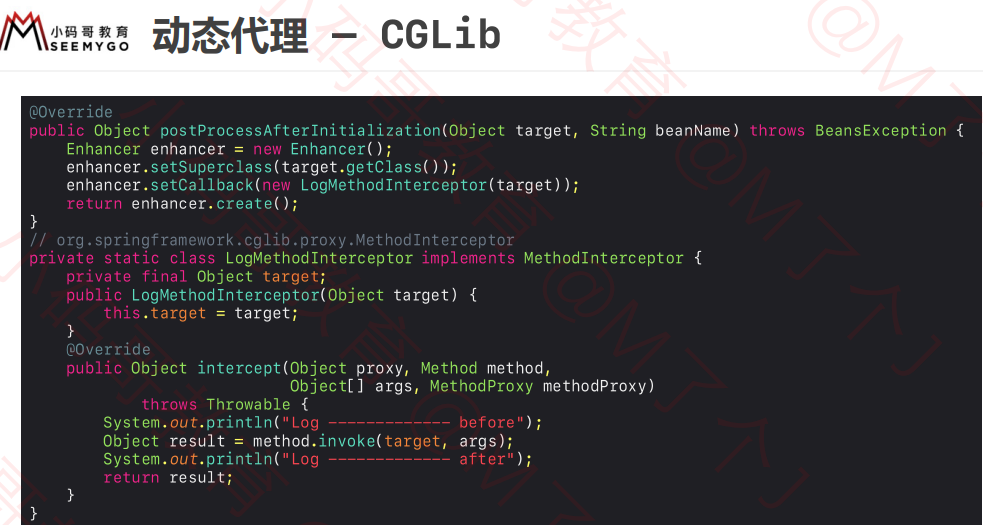 小码哥教育
SEEMYGO
动态代理 – CGLib
@Override
public Object postProcessAfterInitialization(Object target, String beanName) throws BeansException {
    Enhancer enhancer = new Enhancer();
    enhancer.setSuperclass(target.getClass());
    enhancer.setCallback(new LogMethodInterceptor(target));
    return enhancer.create();
}
// org.springframework.cglib.proxy.MethodInterceptor
private static class LogMethodInterceptor implements MethodInterceptor {
    private final Object target;
    public LogMethodInterceptor(Object target) {
        this.target = target;
    }
    @Override
    public Object intercept(Object proxy, Method method,
                            Object[] args, MethodProxy methodProxy)
            throws Throwable {
        System.out.println("Log ------------- before");
        Object result = method.invoke(target, args);
        System.out.println("Log ------------- after");
        return result;
    }
}